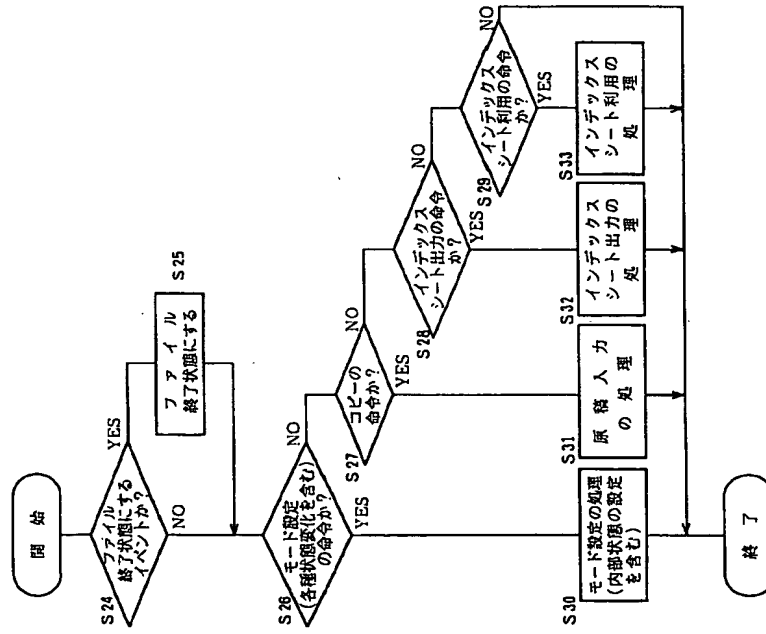 開始
S24
ファイル
終了状態にする
イベントか?
YES
NO
S25
ファイル
終了状態にする
S26
モード設定
(各種状態変化を含む)
の命令か?
NO
YES
S27
コピーの
命令か?
NO
YES
S28
インデックス
シート出力の命令
か?
NO
YES
S29
インデックス
シート利用の命令
か?
NO
YES
S30
モード設定の処理
(内部状態の設定
を含む)
S31
原稿入力
の処理
S32
インデックス
シート出力の
処理
S33
インデックス
シート利用の
処理
終了